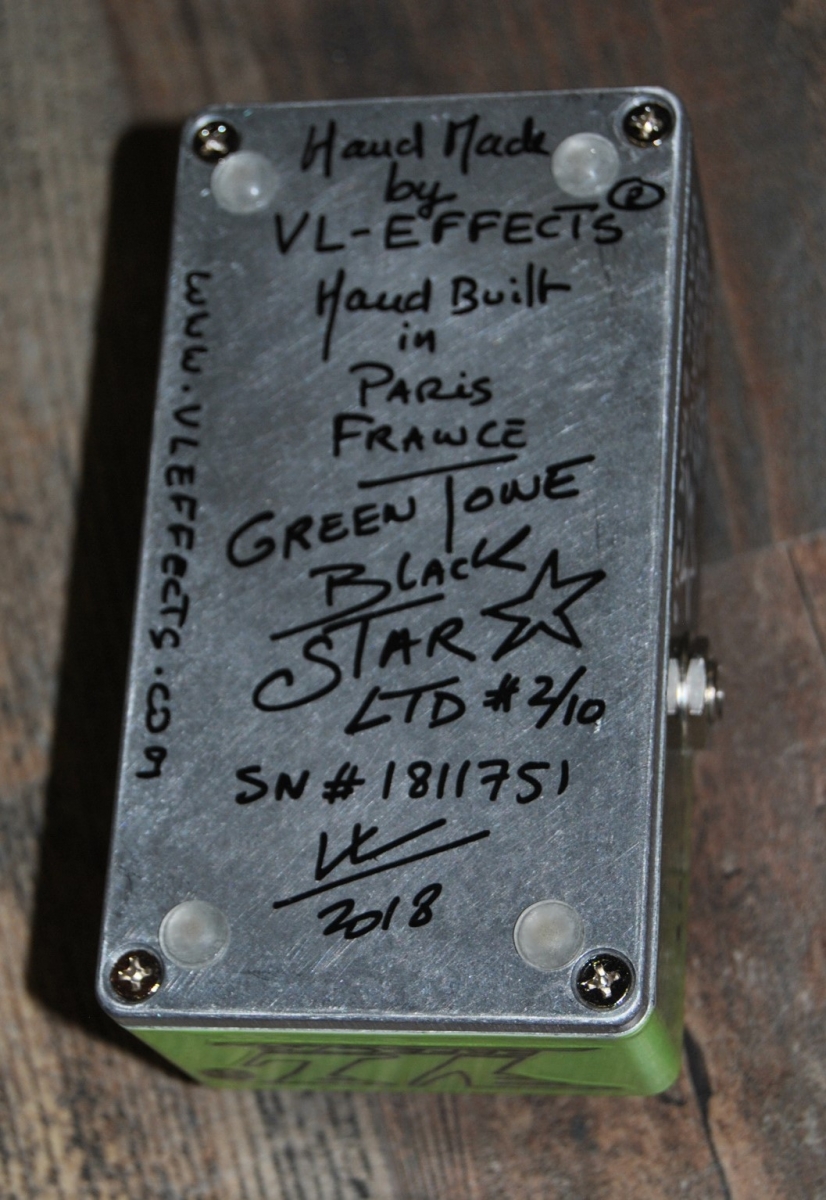 Hand Made
by
VL-EFFECTS ®
Hand Built
in
PARIS
FRANCE
GREEN TONE
BLACK
STAR
LTD #2/10
SN # 1811751
2018
www.VLEFFECTS.com